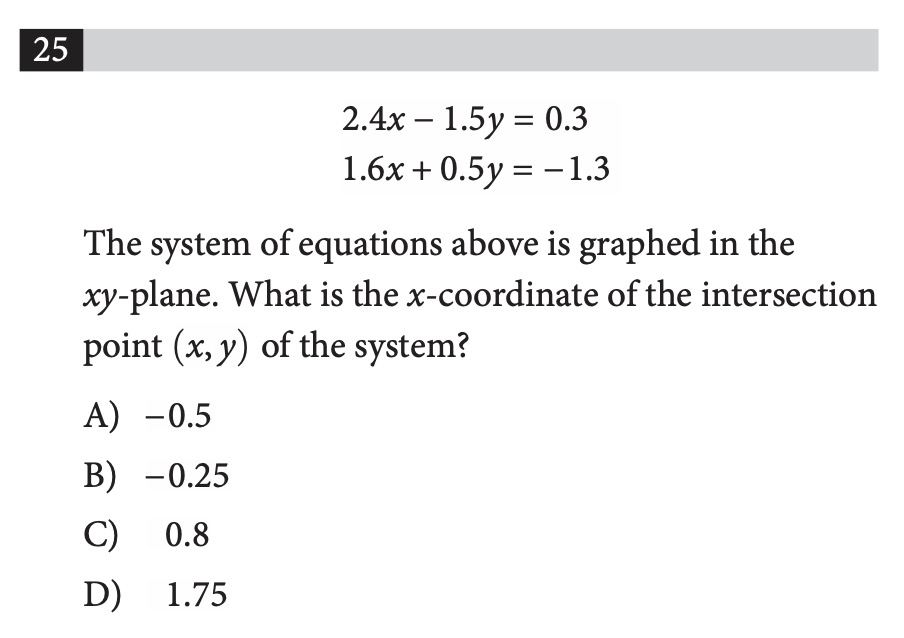 25
2.4x − 1.5y = 0.3
1.6x + 0.5y = −1.3
The system of equations above is graphed in the
xy-plane. What is the x-coordinate of the intersection
point (x, y) of the system?
A) −0.5
B) −0.25
C) 0.8
D) 1.75